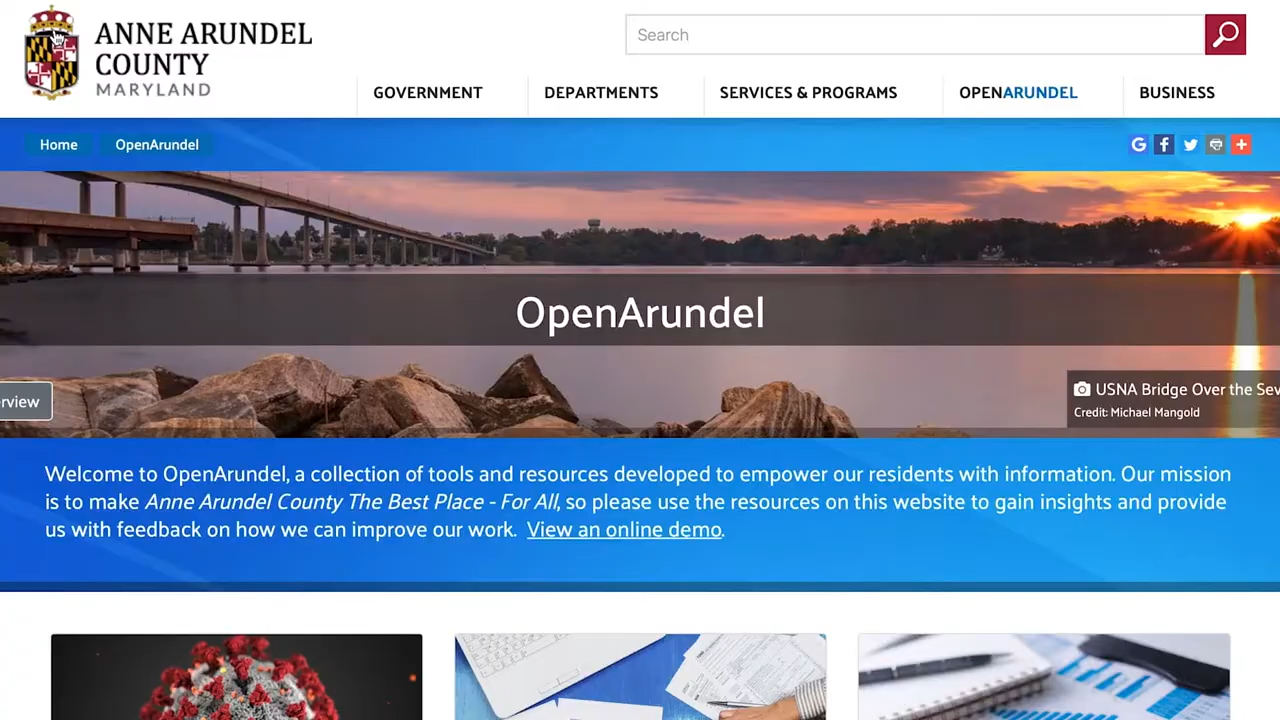 ANNE ARUNDEL
COUNTY
MARYLAND
Search
GOVERNMENT
DEPARTMENTS
SERVICES & PROGRAMS
OPENARUNDEL
BUSINESS
Home
OpenArundel
OpenArundel
rview
USNA Bridge Over the Sev
Credit: Michael Mangold
Welcome to OpenArundel, a collection of tools and resources developed to empower our residents with information. Our mission
is to make Anne Arundel County The Best Place - For All, so please use the resources on this website to gain insights and provide
us with feedback on how we can improve our work. View an online demo.